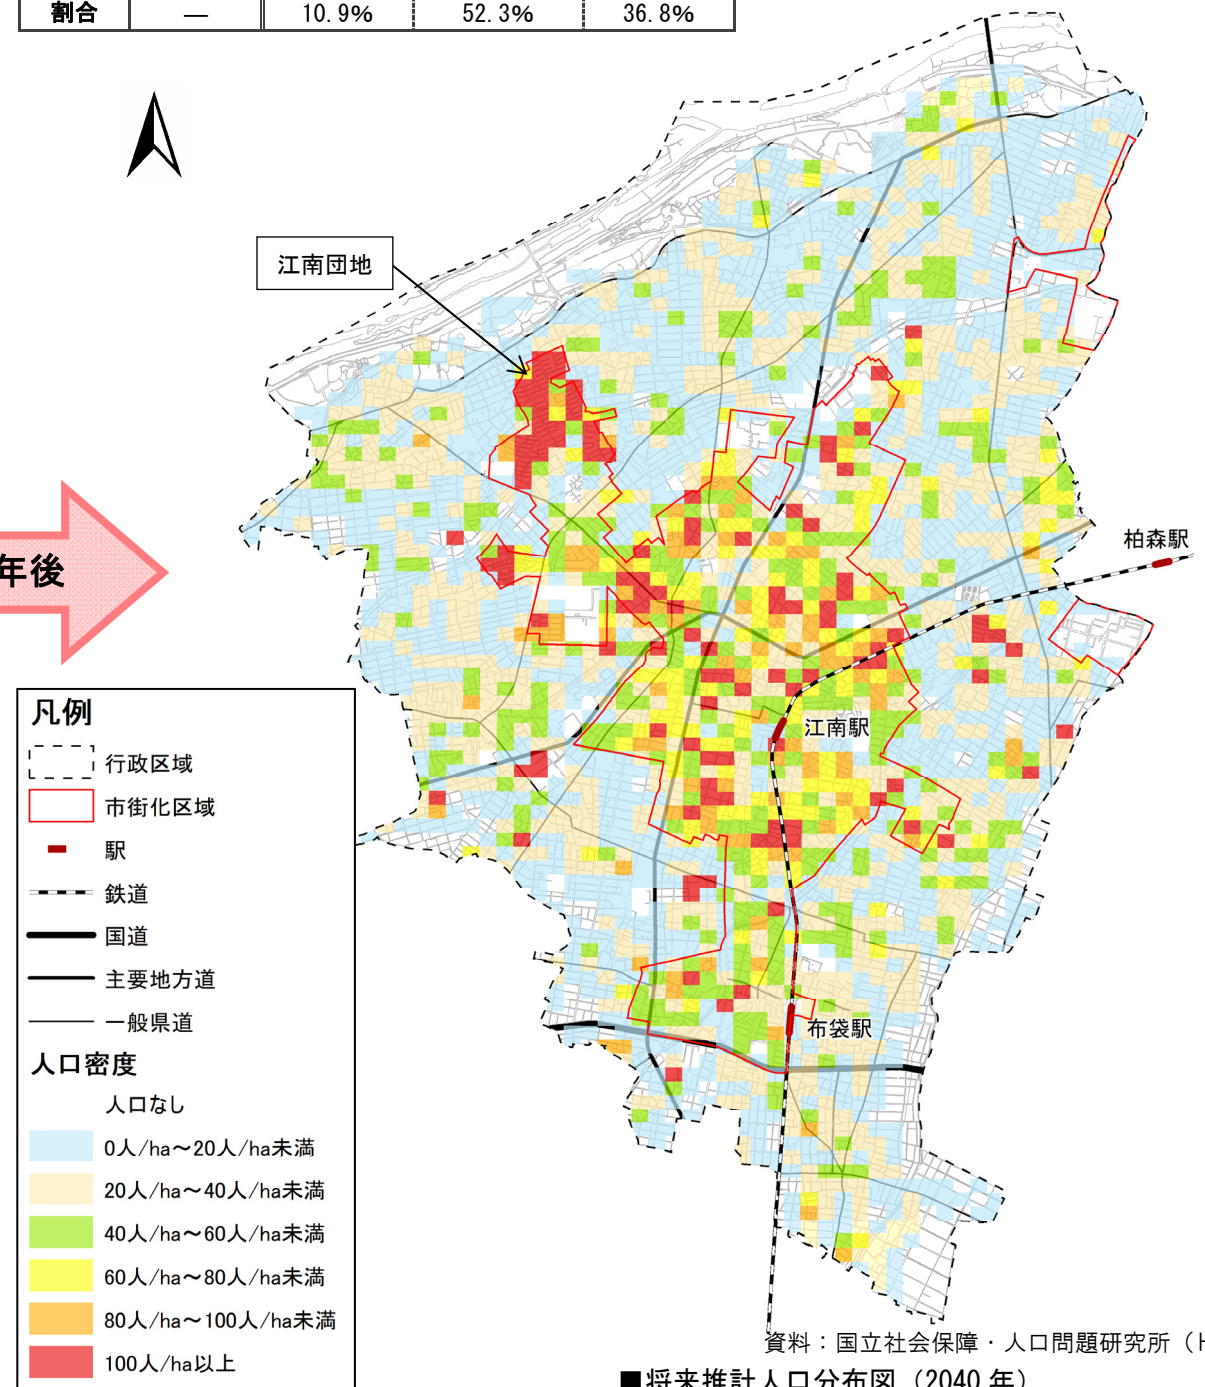 割合 ― 10.9% 52.3% 36.8%
江南団地
柏森駅
年後
江南駅
布袋駅
凡例
行政区域
市街化区域
駅
鉄道
国道
主要地方道
一般県道
人口密度
人口なし
0人/ha～20人/ha未満
20人/ha～40人/ha未満
40人/ha～60人/ha未満
60人/ha～80人/ha未満
80人/ha～100人/ha未満
100人/ha以上
資料：国立社会保障・人口問題研究所（
■将来推計人口分布図（2040年）